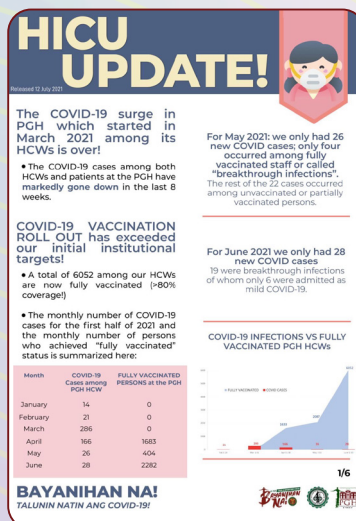 HICU
UPDATE!
Released 12 July 2021
The COVID-19 surge in
PGH which started in
March 2021 among its
HCWs is over!
• The COVID-19 cases among both
HCWs and patients at the PGH have
markedly gone down in the last 8
weeks.
COVID-19 VACCINATION
ROLL OUT has exceeded
our initial institutional
targets!
• A total of 6052 among our HCWs
are now fully vaccinated (>80%
coverage!)
• The monthly number of COVID-19
cases for the first half of 2021 and
the monthly number of persons
who achieved "fully vaccinated"
status is summarized here:
Month COVID-19 Cases among PGH HCW FULLY VACCINATED PERSONS at the PGH
January 14 0
February 21 0
March 286 0
April 166 1683
May 26 404
June 28 2282
BAYANIHAN NA!
TALUNIN NATIN ANG COVID-19!
For May 2021: we only had 26
new COVID cases; only four
occurred among fully
vaccinated staff or called
"breakthrough infections".
The rest of the 22 cases occurred
among unvaccinated or partially
vaccinated persons.
For June 2021 we only had 28
new COVID cases
19 were breakthrough infections
of whom only 6 were admitted as
mild COVID-19.
COVID-19 INFECTIONS VS FULLY
VACCINATED PGH HCWs
FULLY VACCINATED COVID CASES
1/6
BAYANIHAN
NA!
PGH